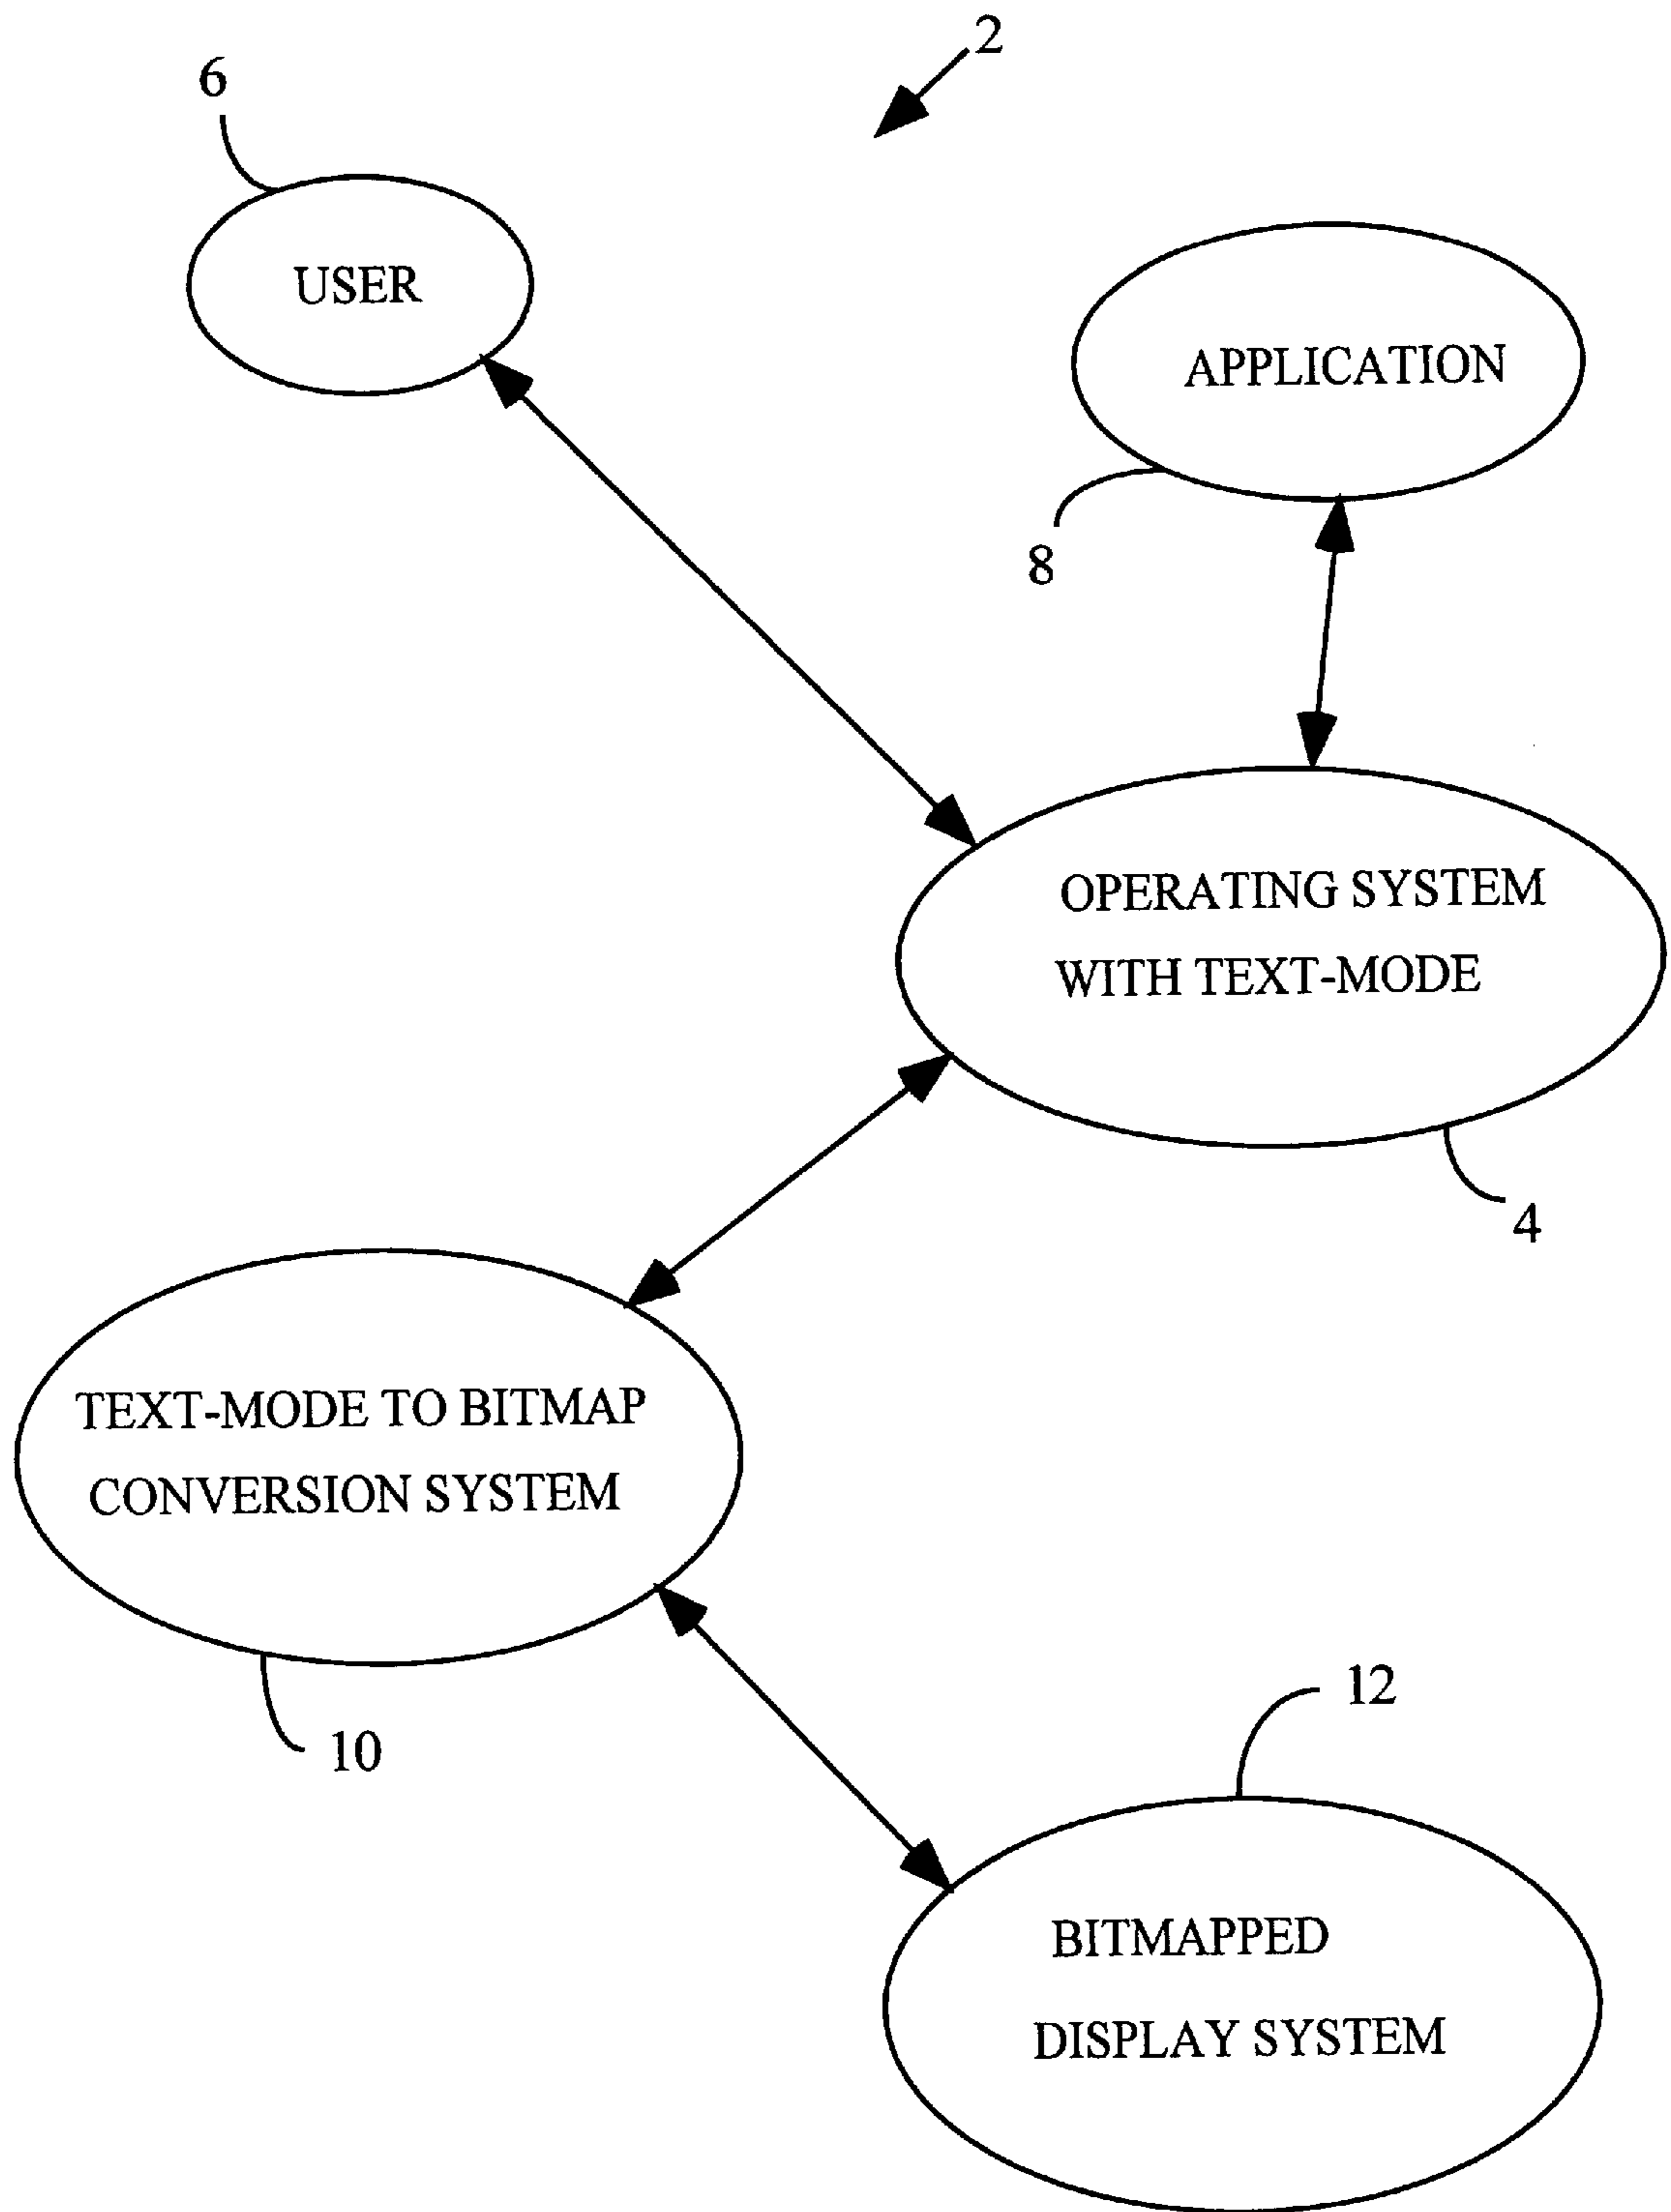 2
6
USER
APPLICATION
8
OPERATING SYSTEM
WITH TEXT-MODE
4
TEXT-MODE TO BITMAP
CONVERSION SYSTEM
10
12
BITMAPPED
DISPLAY SYSTEM